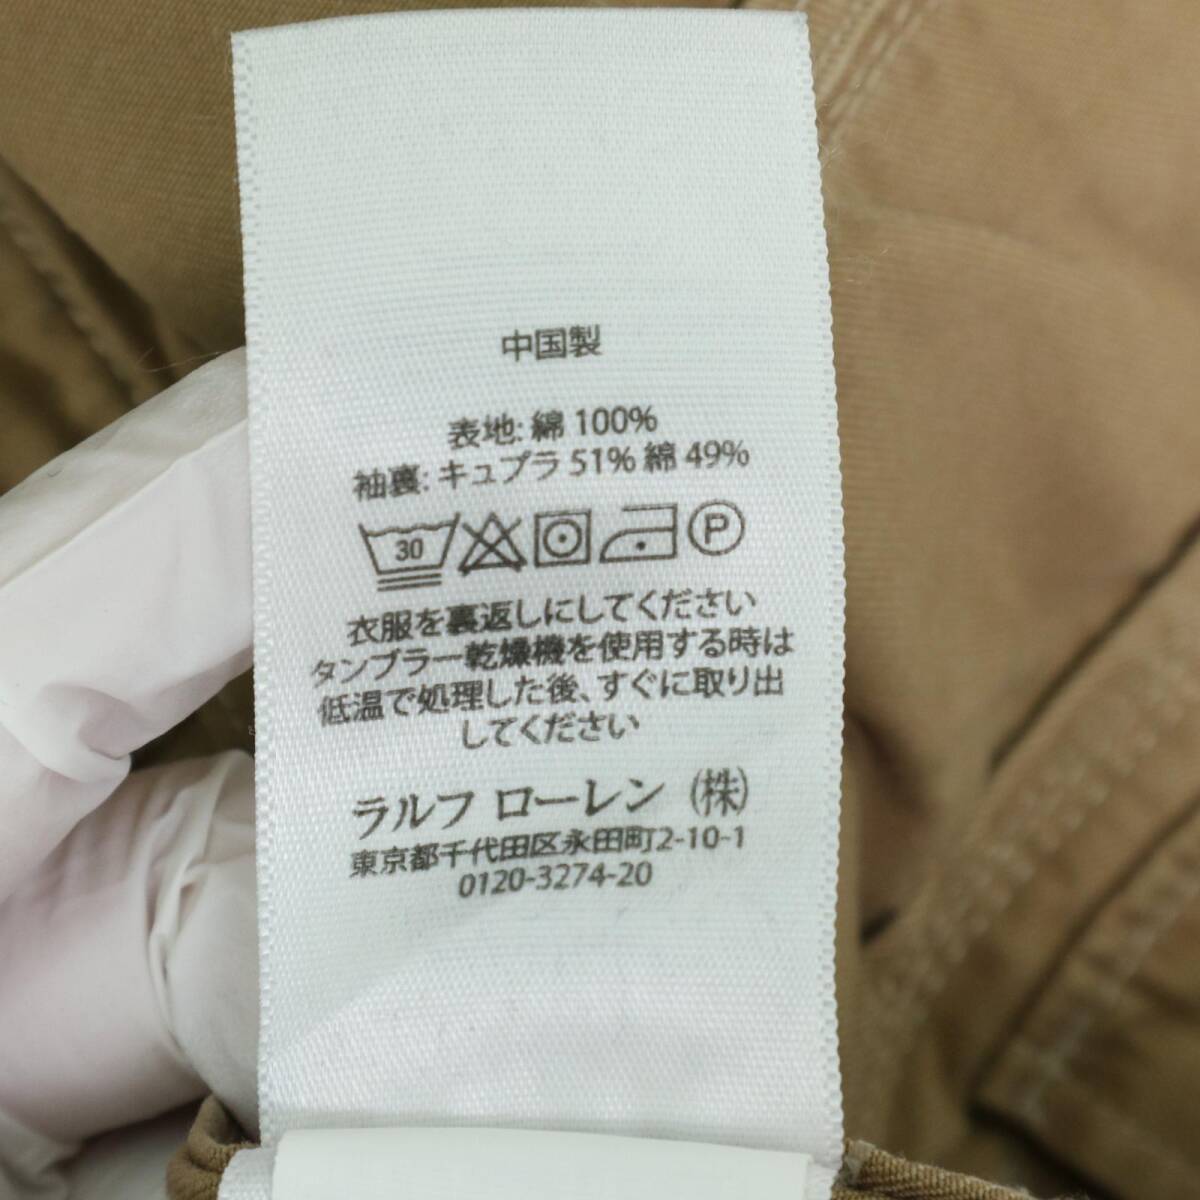 中国製
表地: 綿 100%
袖裏: キュプラ 51% 綿 49%
30 P
衣服を裏返しにしてください
タンブラー乾燥機を使用する時は
低温で処理した後、すぐに取り出
してください
ラルフ ローレン (株)
東京都千代田区永田町2-10-1
0120-3274-20